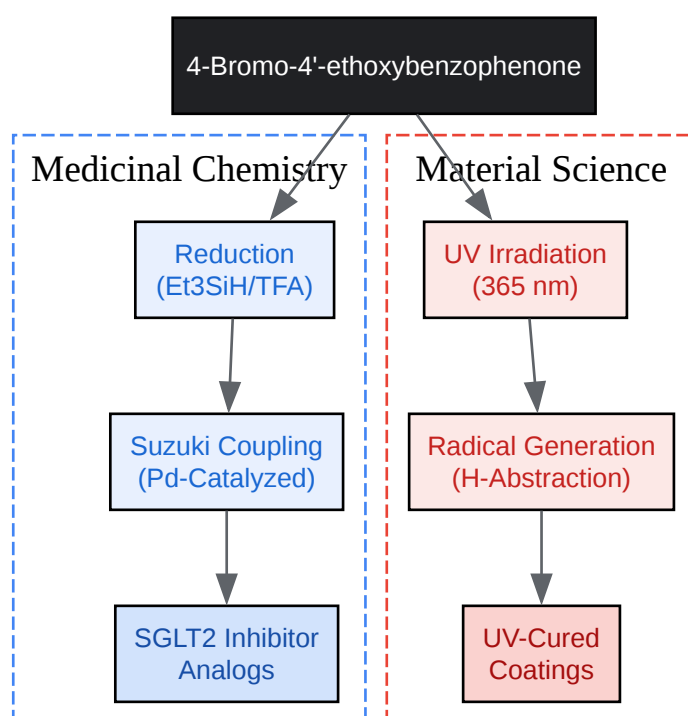 4-Bromo-4'-ethoxybenzophenone
Medicinal Chemistry
Material Science
Reduction
(Et3SiH/TFA)
UV Irradiation
(365 nm)
Suzuki Coupling
(Pd-Catalyzed)
Radical Generation
(H-Abstraction)
SGLT2 Inhibitor
Analogs
UV-Cured
Coatings